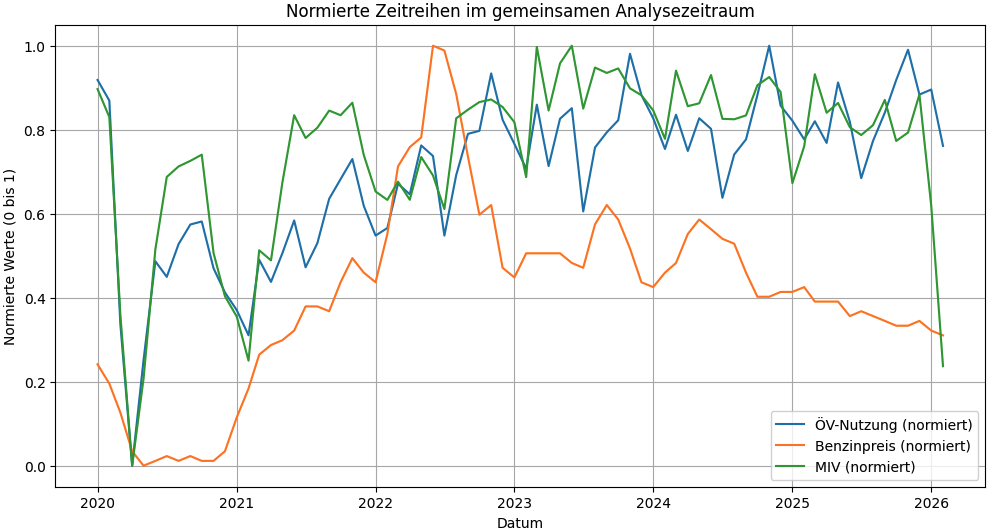 Normierte Zeitreihen im gemeinsamen Analysezeitraum
Normierte Werte (0 bis 1)
1.0
0.8
0.6
0.4
0.2
0.0
2020 2021 2022 2023 2024 2025 2026
Datum
ÖV-Nutzung (normiert)
Benzinpreis (normiert)
MIV (normiert)